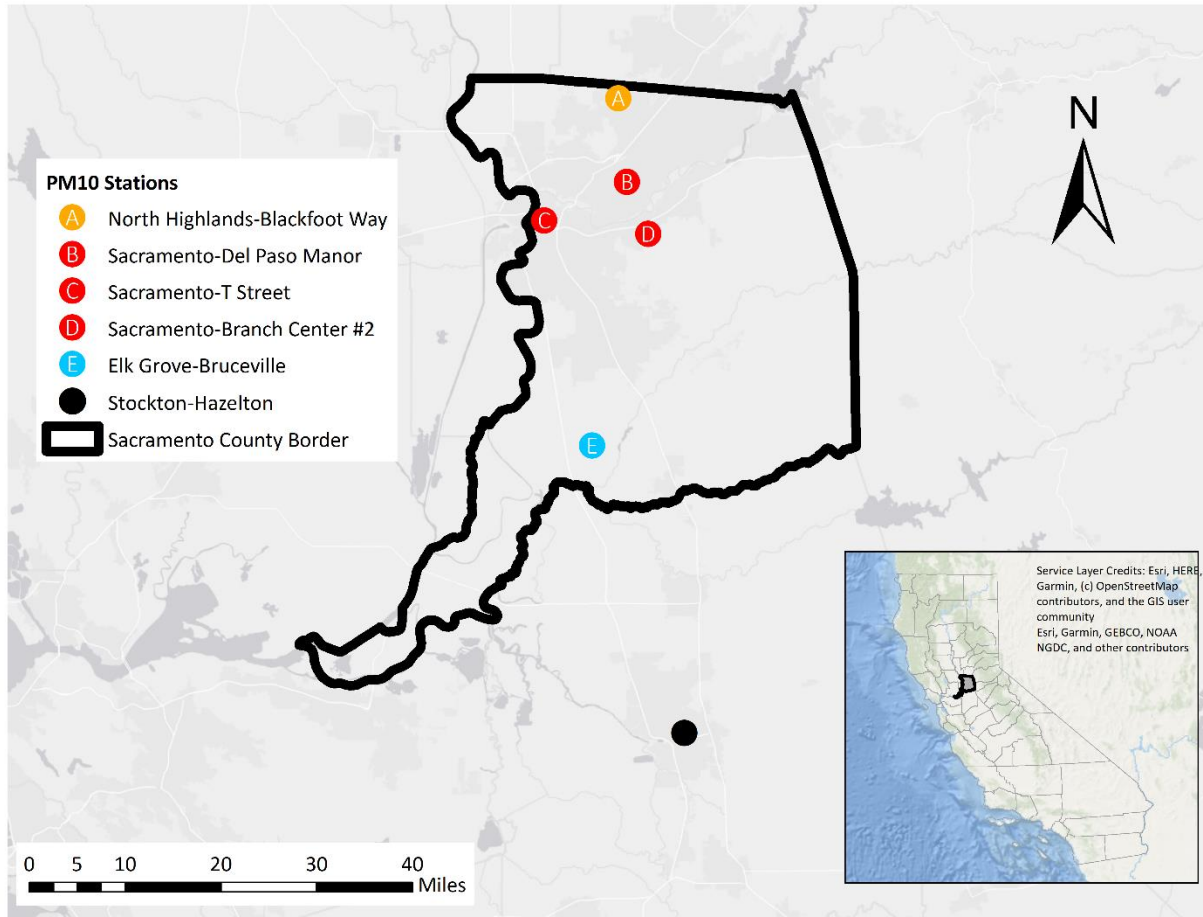 A
B
C
D
E
N
PM10 Stations
A North Highlands-Blackfoot Way
B Sacramento-Del Paso Manor
C Sacramento-T Street
D Sacramento-Branch Center #2
E Elk Grove-Bruceville
Stockton-Hazelton
Sacramento County Border
Service Layer Credits: Esri, HERE,
Garmin, (c) OpenStreetMap
contributors, and the GIS user
community
Esri, Garmin, GEBCO, NOAA
NGDC, and other contributors
0 5 10 20 30 40
Miles